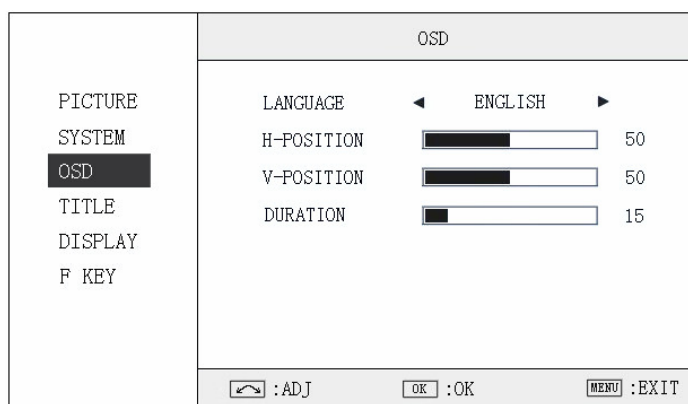 OSD
PICTURE
SYSTEM
OSD
TITLE
DISPLAY
F KEY
LANGUAGE ◄ ENGLISH ►
H-POSITION 50
V-POSITION 50
DURATION 15
:ADJ OK :OK MENU :EXIT